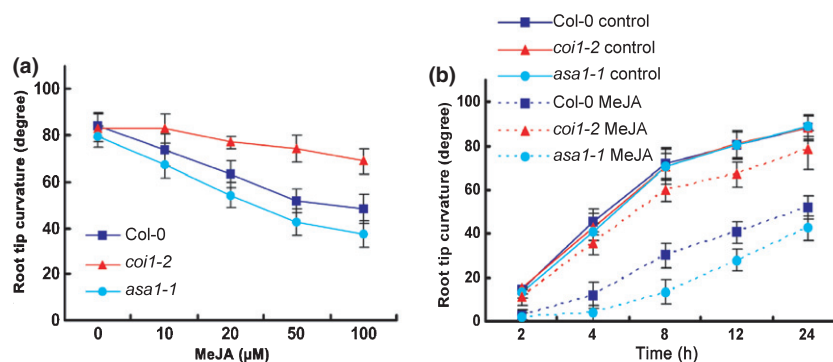 (a)
Root tip curvature (degree)
100
80
60
40
20
0
Col-0
coi1-2
asa1-1
0 10 20 50 100
MeJA (µM)
(b)
Col-0 control
coi1-2 control
asa1-1 control
Col-0 MeJA
coi1-2 MeJA
asa1-1 MeJA
Root tip curvature (degree)
100
80
60
40
20
0
2 4 8 12 24
Time (h)